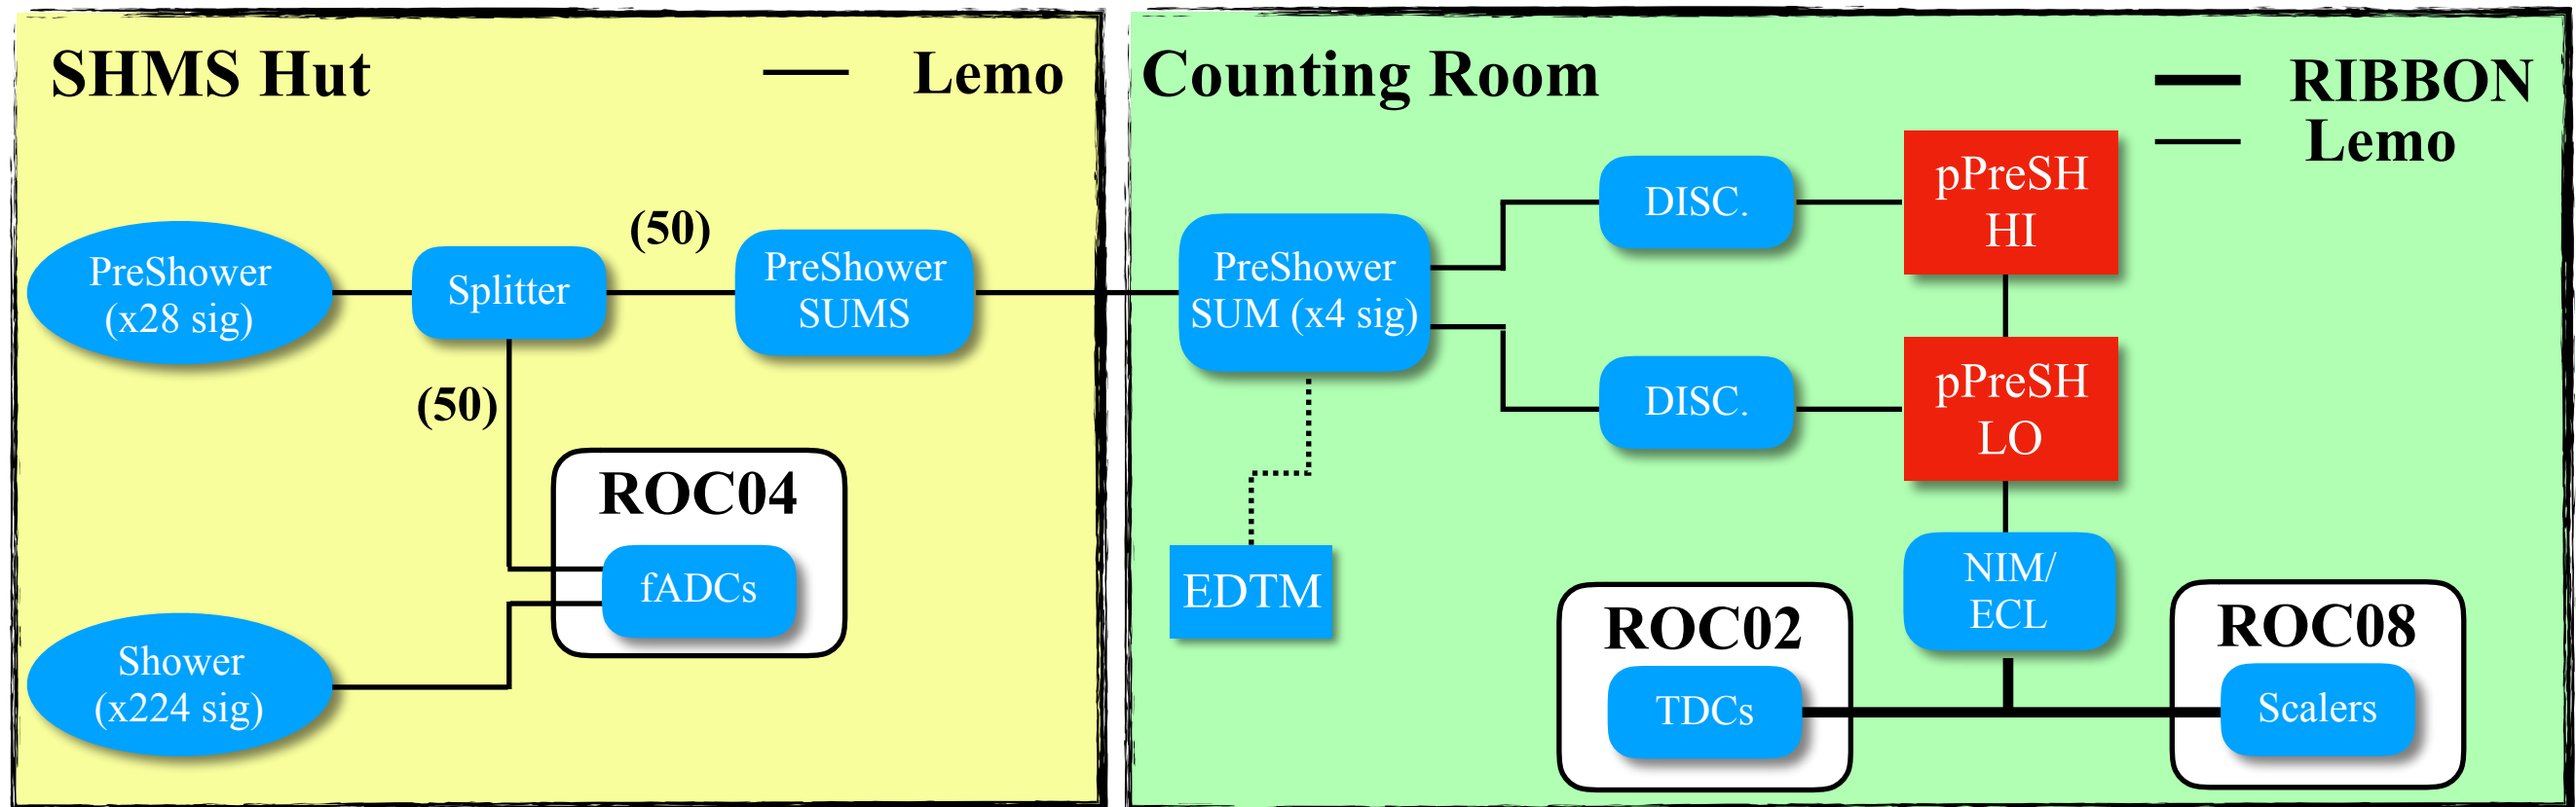 SHMS Hut
Lemo
(50)
PreShower
(x28 sig)
Splitter
PreShower
SUMS
(50)
ROC04
fADCs
Shower
(x224 sig)
Counting Room
RIBBON
Lemo
PreShower
SUM (x4 sig)
DISC.
pPreSH
HI
DISC.
pPreSH
LO
EDTM
NIM/
ECL
ROC02
TDCs
ROC08
Scalers